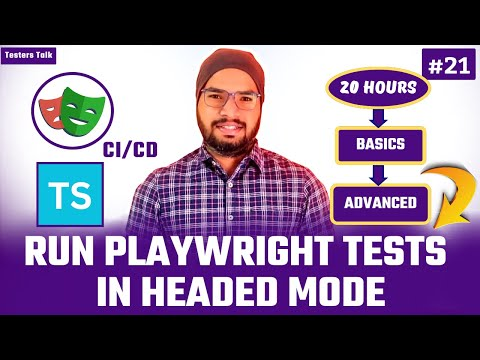 Testers Talk
#21
20 HOURS
CI/CD
BASICS
TS
ADVANCED
RUN PLAYWRIGHT TESTS
IN HEADED MODE